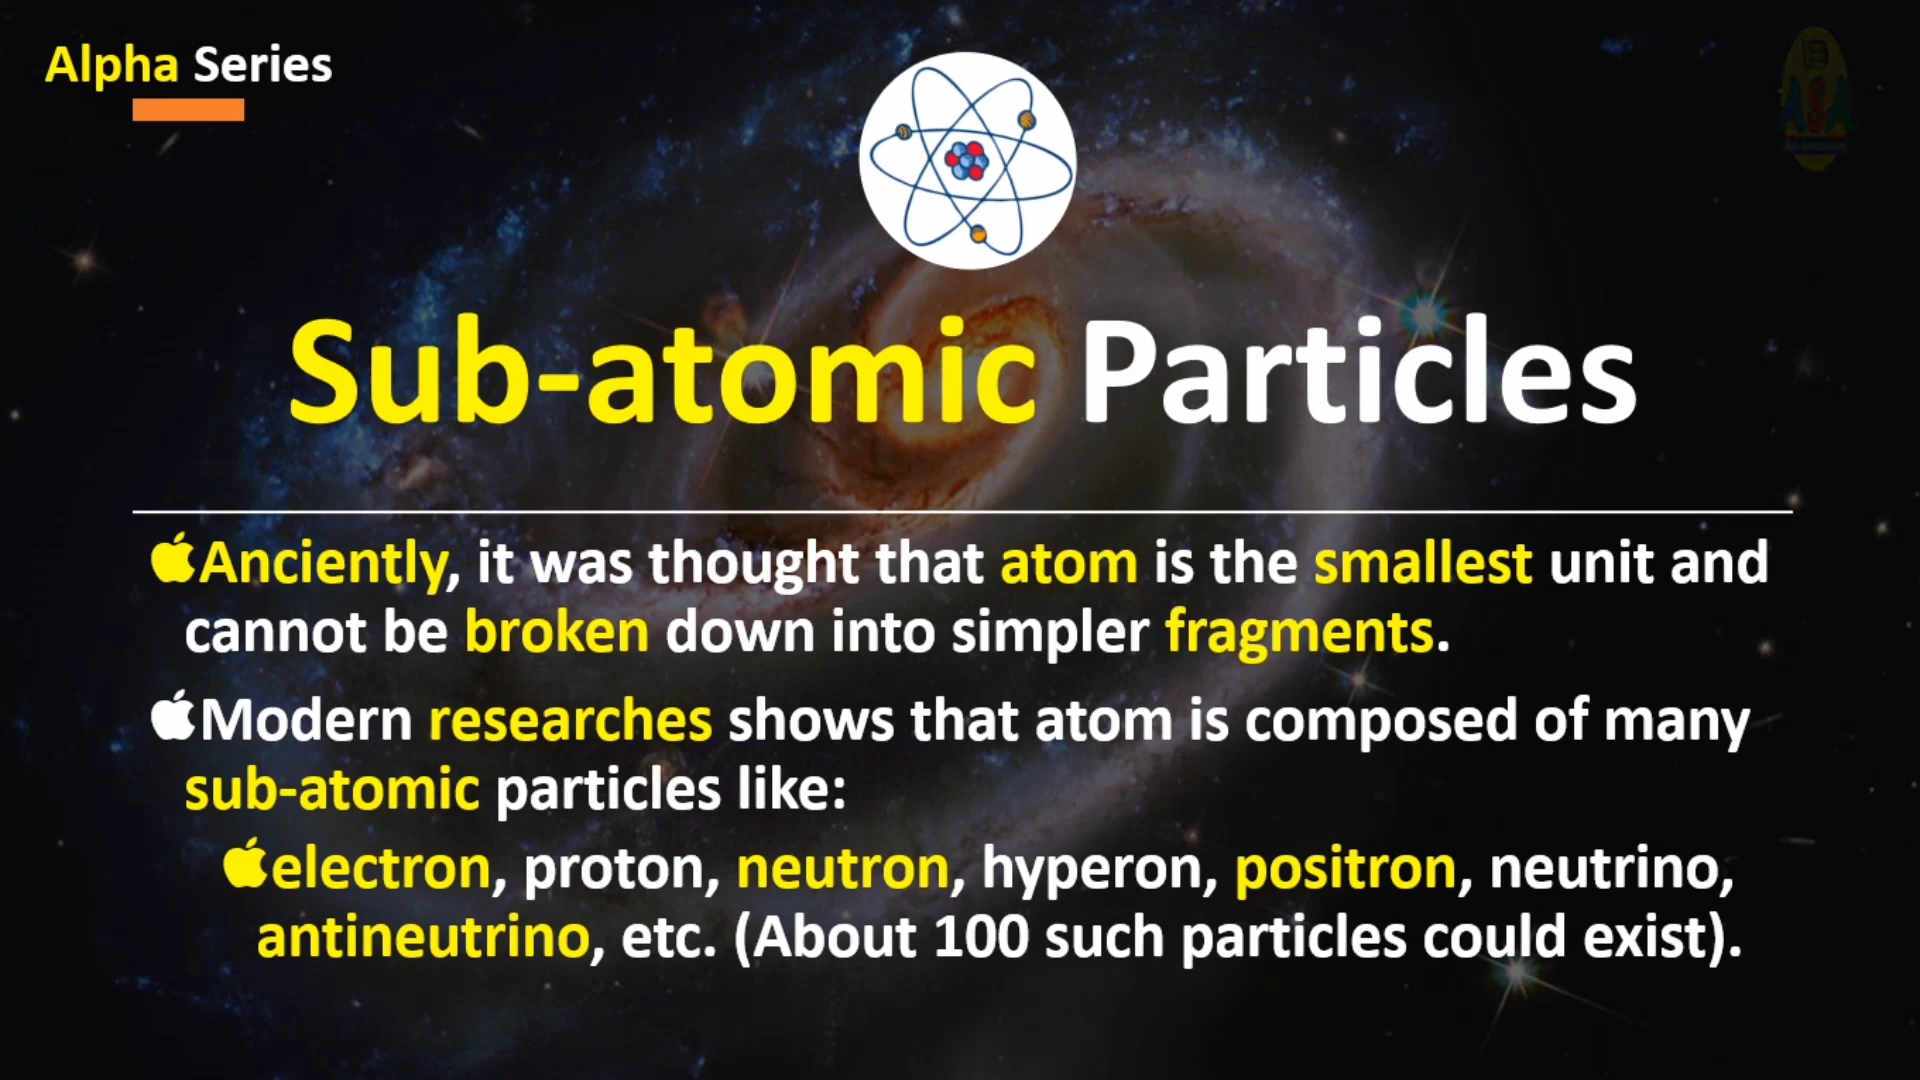 Alpha Series
Sub-atomic Particles
Anciently, it was thought that atom is the smallest unit and
cannot be broken down into simpler fragments.
Modern researches shows that atom is composed of many
sub-atomic particles like:
electron, proton, neutron, hyperon, positron, neutrino,
antineutrino, etc. (About 100 such particles could exist).